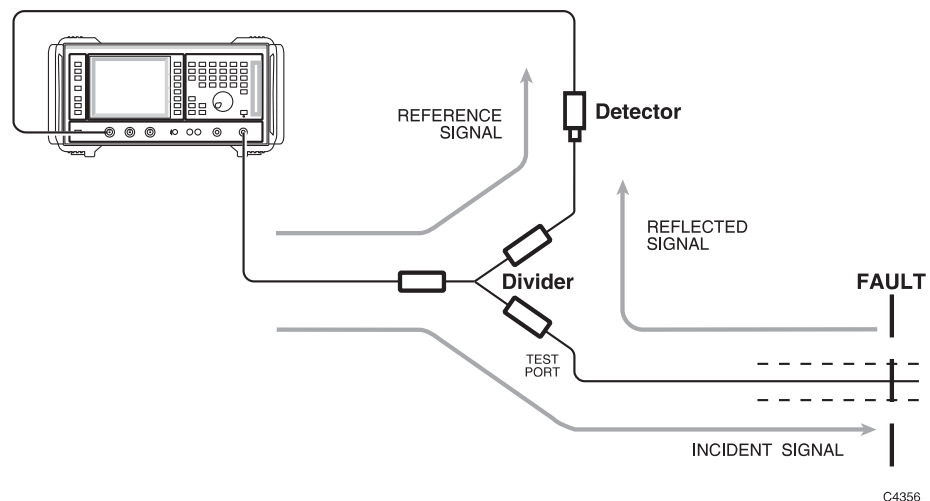 REFERENCE
SIGNAL
Detector
REFLECTED
SIGNAL
Divider
FAULT
TEST
PORT
INCIDENT SIGNAL
C4356